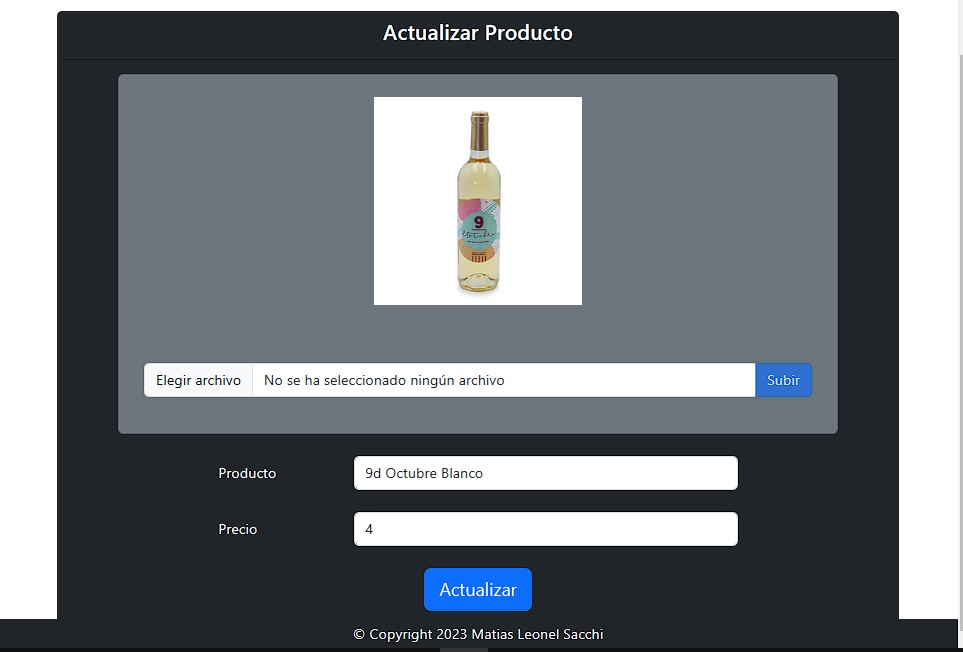 Actualizar Producto
9
Elegir archivo No se ha seleccionado ningún archivo Subir
Producto 9d Octubre Blanco
Precio 4
Actualizar
© Copyright 2023 Matias Leonel Sacchi